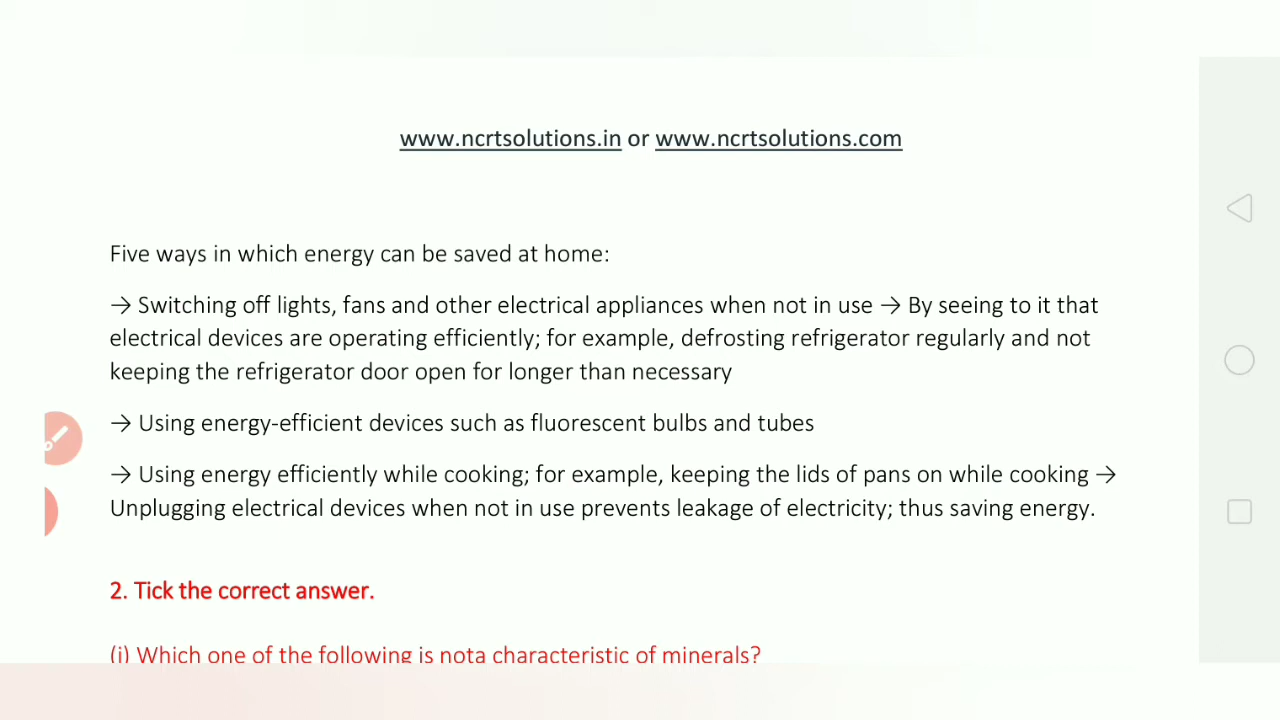 www.ncrtsolutions.in or www.ncrtsolutions.com
Five ways in which energy can be saved at home:
→ Switching off lights, fans and other electrical appliances when not in use → By seeing to it that
electrical devices are operating efficiently; for example, defrosting refrigerator regularly and not
keeping the refrigerator door open for longer than necessary
→ Using energy-efficient devices such as fluorescent bulbs and tubes
→ Using energy efficiently while cooking; for example, keeping the lids of pans on while cooking →
Unplugging electrical devices when not in use prevents leakage of electricity; thus saving energy.
2. Tick the correct answer.
(i) Which one of the following is nota characteristic of minerals?